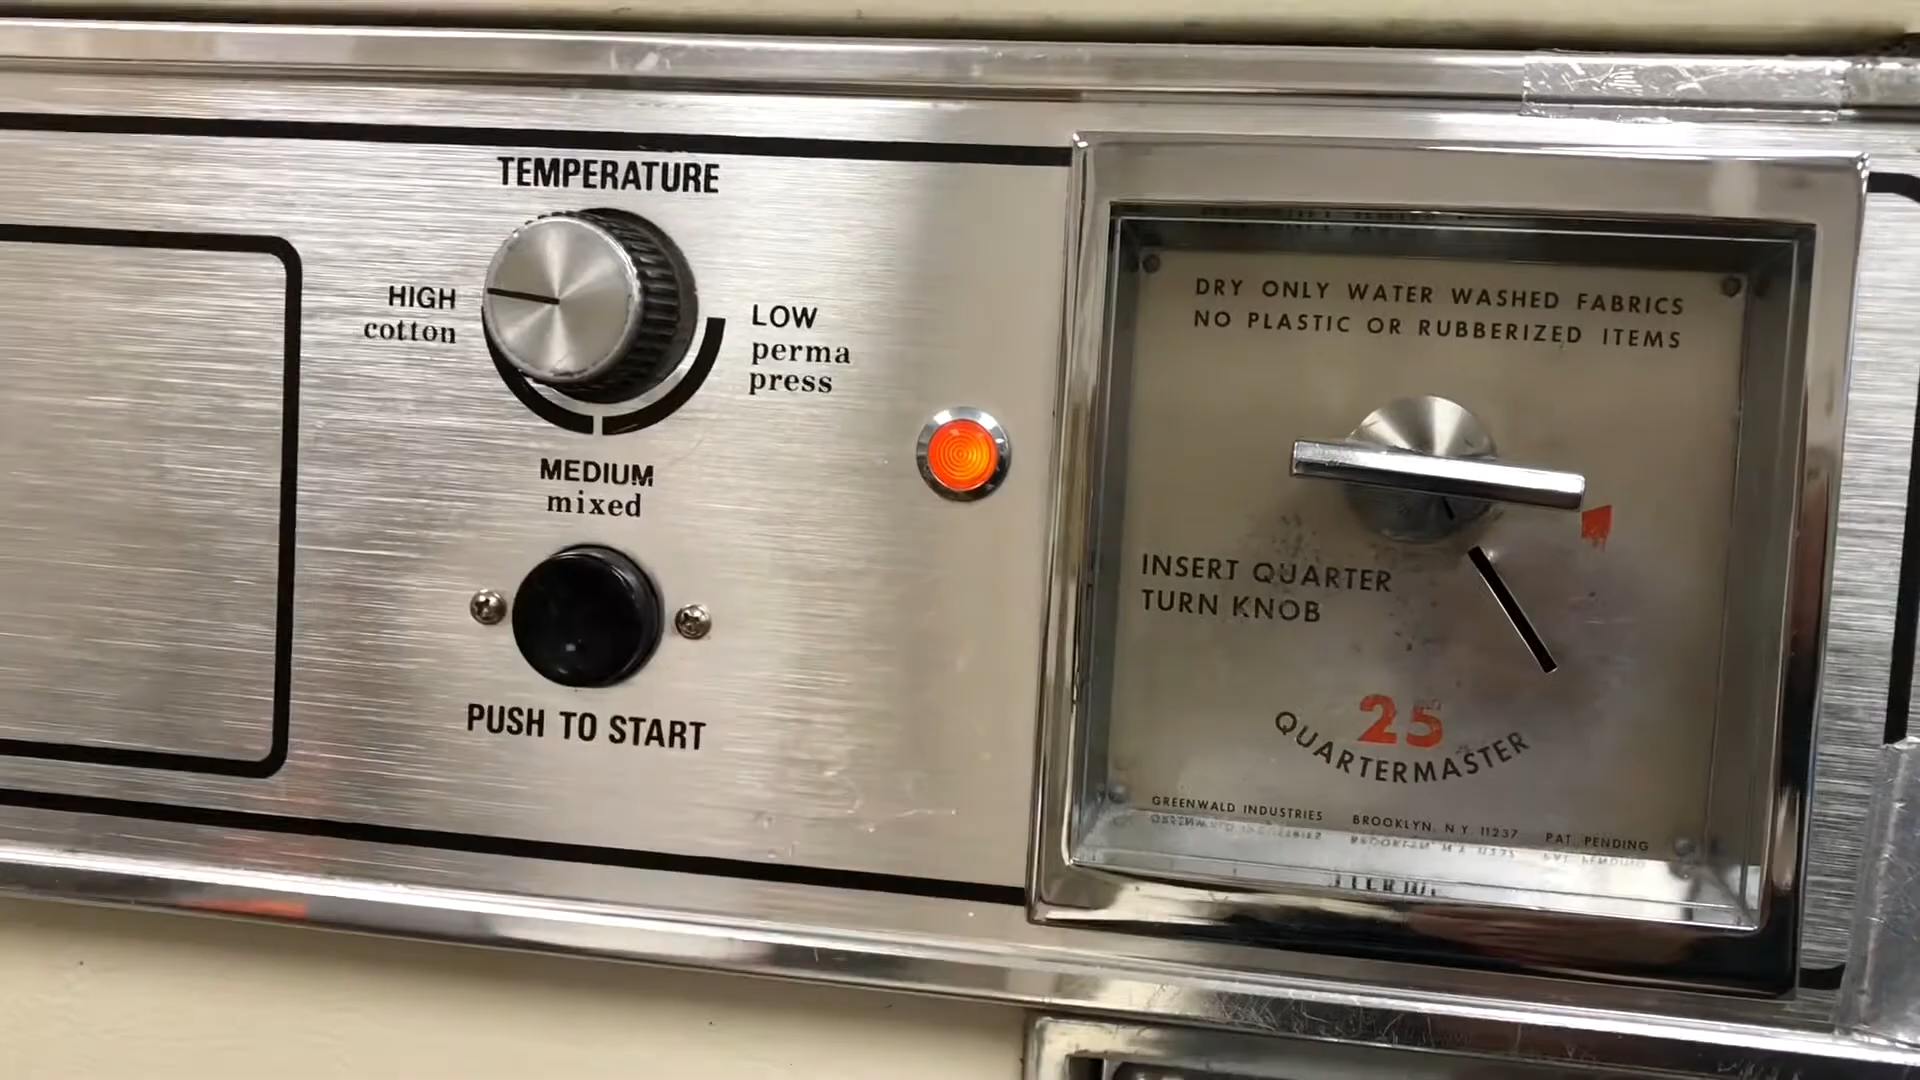 TEMPERATURE
HIGH
cotton
LOW
perma
press
MEDIUM
mixed
PUSH TO START
DRY ONLY WATER WASHED FABRICS
NO PLASTIC OR RUBBERIZED ITEMS
INSERT QUARTER
TURN KNOB
25
QUARTERMASTER
GREENWALD INDUSTRIES BROOKLYN, N.Y. 11237 PAT. PENDING